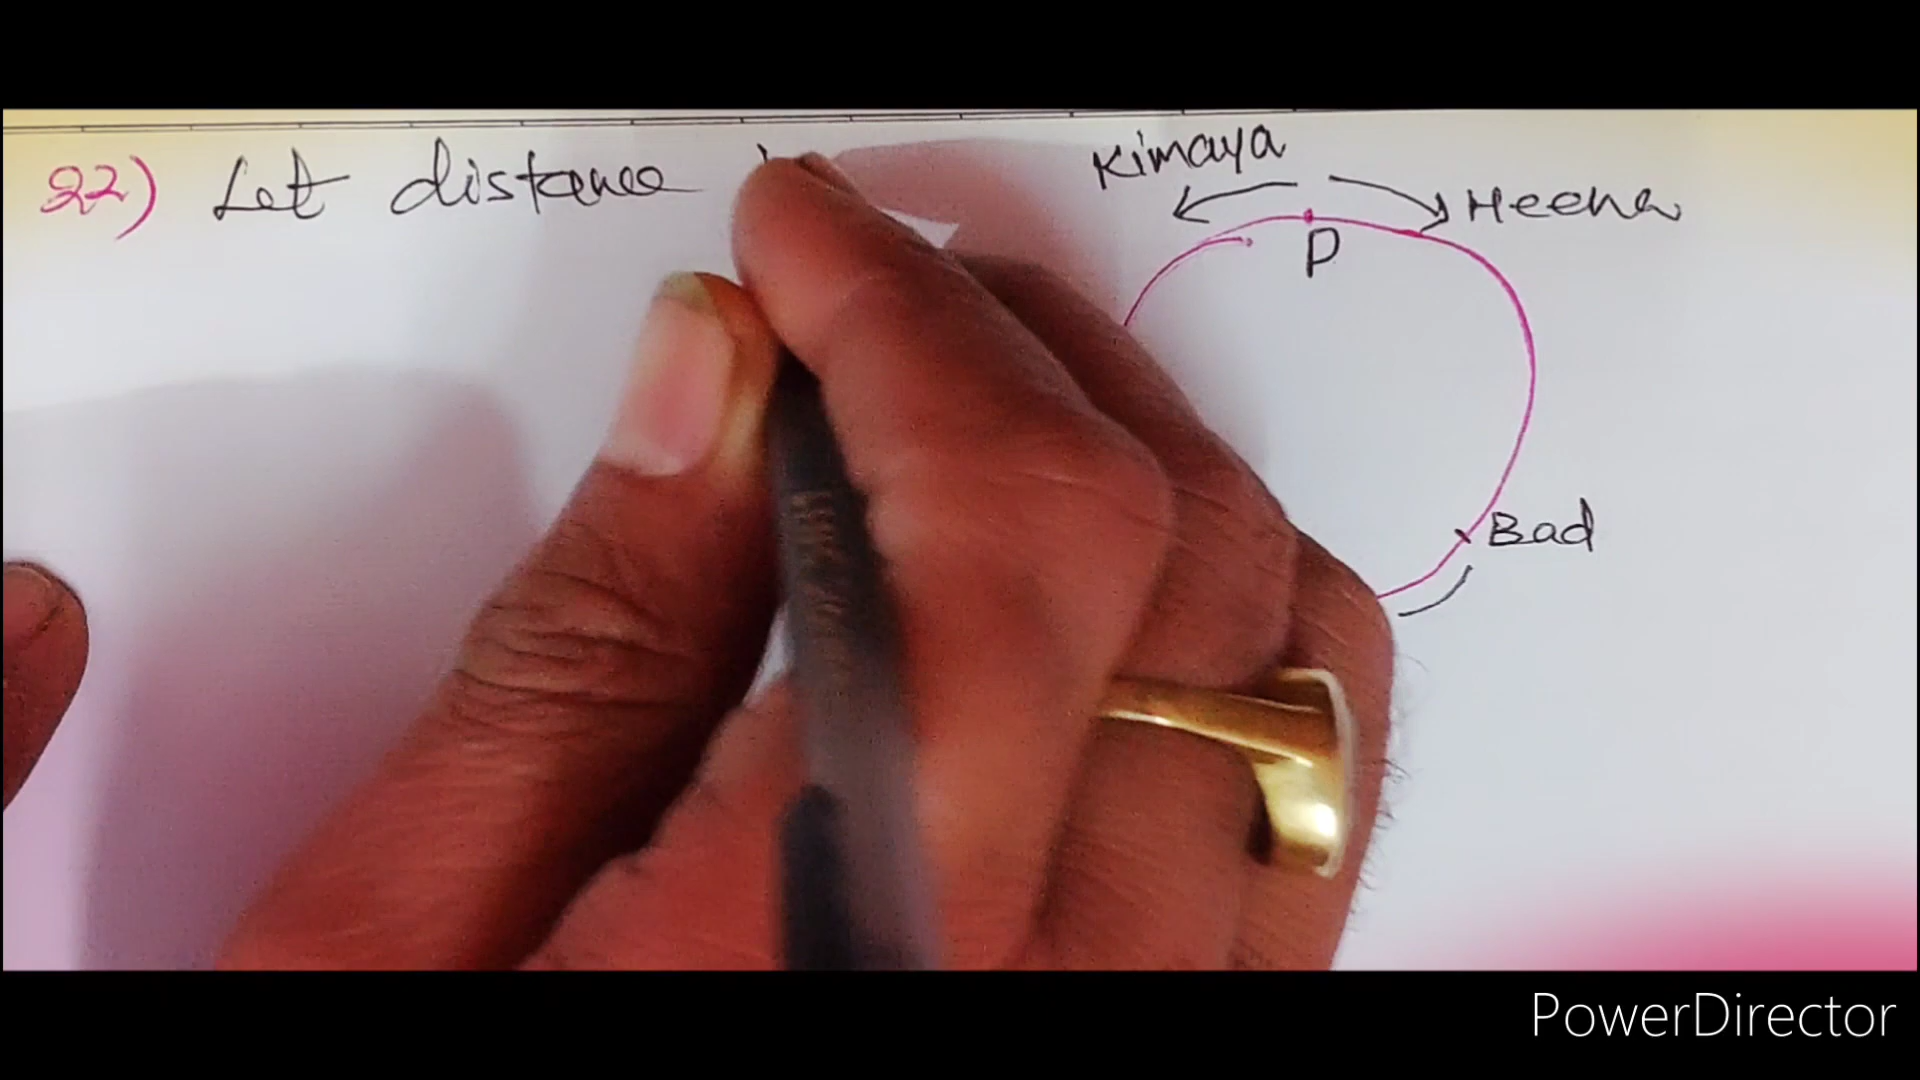 22) Let distance
Kimaya
Heena
P
Bad
PowerDirector